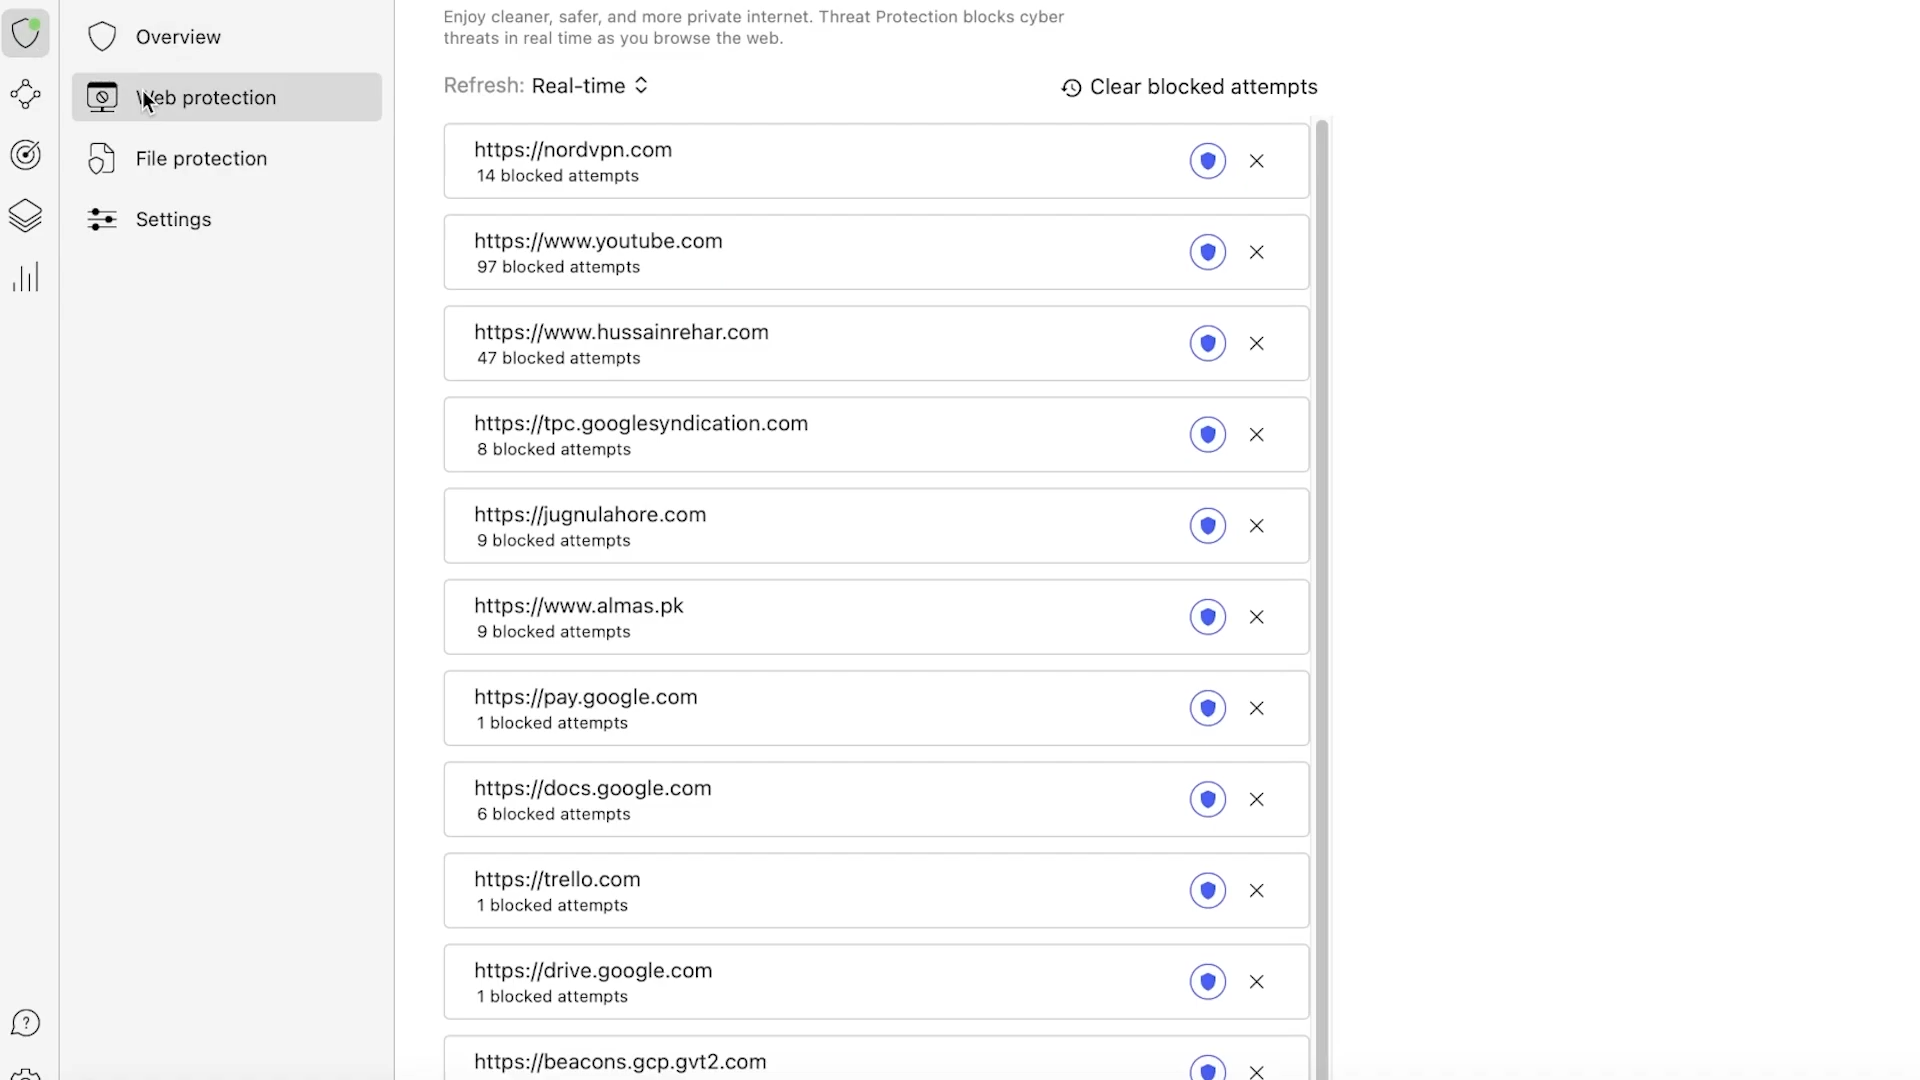 Overview
Web protection
File protection
Settings
Enjoy cleaner, safer, and more private internet. Threat Protection blocks cyber
threats in real time as you browse the web.
Refresh: Real-time
Clear blocked attempts
https://nordvpn.com
14 blocked attempts
https://www.youtube.com
97 blocked attempts
https://www.hussainrehar.com
47 blocked attempts
https://tpc.googlesyndication.com
8 blocked attempts
https://jugnulahore.com
9 blocked attempts
https://www.almas.pk
9 blocked attempts
https://pay.google.com
1 blocked attempts
https://docs.google.com
6 blocked attempts
https://trello.com
1 blocked attempts
https://drive.google.com
1 blocked attempts
https://beacons.gcp.gvt2.com